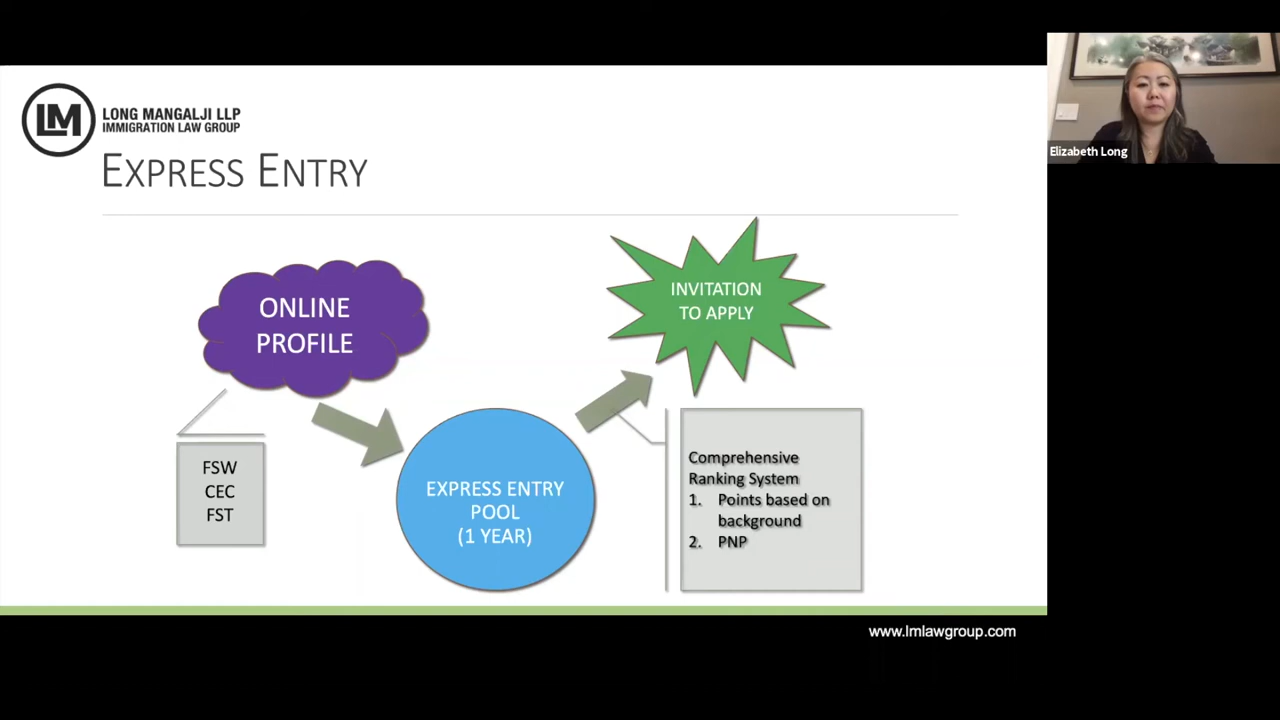 LM
LONG MANGALJI LLP
IMMIGRATION LAW GROUP
EXPRESS ENTRY
ONLINE
PROFILE
INVITATION
TO APPLY
FSW
CEC
FST
EXPRESS ENTRY
POOL
(1 YEAR)
Comprehensive
Ranking System
1. Points based on
background
2. PNP
Elizabeth Long
www.lmlawgroup.com